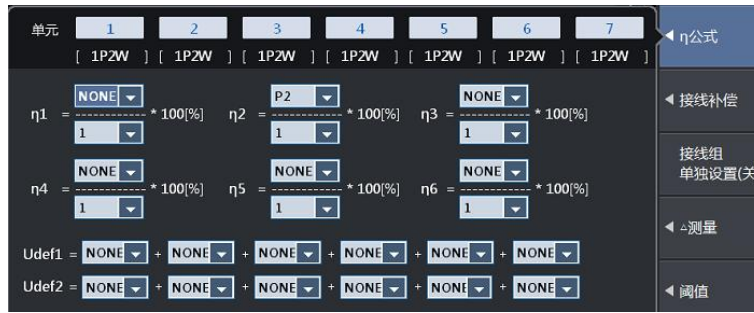 单元 1 2 3 4 5 6 7
[ 1P2W ] [ 1P2W ] [ 1P2W ] [ 1P2W ] [ 1P2W ] [ 1P2W ] [ 1P2W ]
NONE P2 NONE
η1 = ---------- * 100[%] η2 = ---------- * 100[%] η3 = ---------- * 100[%]
1 1 1
NONE NONE NONE
η4 = ---------- * 100[%] η5 = ---------- * 100[%] η6 = ---------- * 100[%]
1 1 1
Udef1 = NONE + NONE + NONE + NONE + NONE + NONE
Udef2 = NONE + NONE + NONE + NONE + NONE + NONE
η公式
接线补偿
接线组
单独设置(关
△测量
阈值